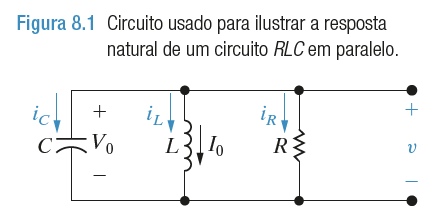 Figura 8.1 Circuito usado para ilustrar a resposta
natural de um circuito RLC em paralelo.
iC + iL iR +
C V0 L I0 R v
− −